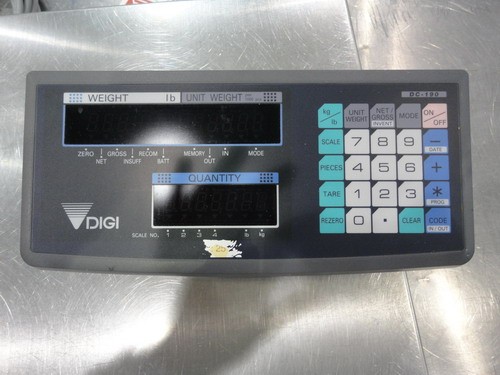 DC-190
WEIGHT lb UNIT WEIGHT
ZERO GROSS RECOM MEMORY IN MODE
NET INSUFF BATT OUT
QUANTITY
SCALE NO. 1 2 3 4 lb kg
DIGI
kg/lb UNIT WEIGHT NET/GROSS INVENT MODE ON/OFF
SCALE 7 8 9 − DATE
PIECES 4 5 6 +
TARE 1 2 3 * PROG
REZERO 0 • CLEAR CODE IN/OUT